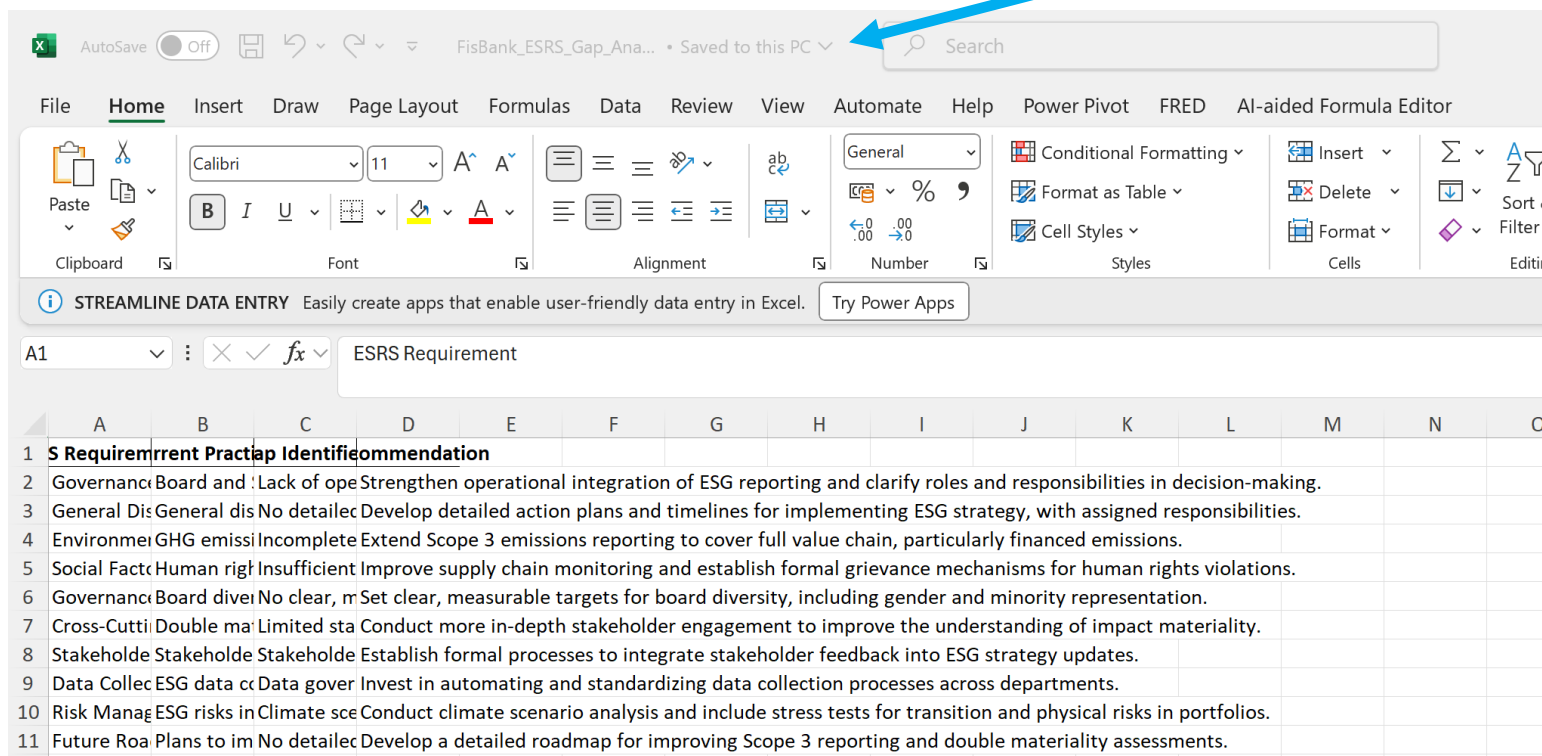 AutoSave Off FisBank_ESRS_Gap_Ana... • Saved to this PC Search
File Home Insert Draw Page Layout Formulas Data Review View Automate Help Power Pivot FRED AI-aided Formula Editor
Paste
Calibri 11
B I U A
ab
General
% 9
Conditional Formatting
Format as Table
Cell Styles
Insert
Delete
Format
Sort
Filter
Clipboard Font Alignment Number Styles Cells Editi
STREAMLINE DATA ENTRY Easily create apps that enable user-friendly data entry in Excel. Try Power Apps
A1 fx ESRS Requirement
A B C D E F G H I J K L M N
1 S Requirem rrent Practi ap Identifie ommendation
2 Governanc Board and Lack of ope Strengthen operational integration of ESG reporting and clarify roles and responsibilities in decision-making.
3 General Dis General dis No detailed Develop detailed action plans and timelines for implementing ESG strategy, with assigned responsibilities.
4 Environmen GHG emissi Incomplete Extend Scope 3 emissions reporting to cover full value chain, particularly financed emissions.
5 Social Facto Human righ Insufficient Improve supply chain monitoring and establish formal grievance mechanisms for human rights violations.
6 Governanc Board diver No clear, m Set clear, measurable targets for board diversity, including gender and minority representation.
7 Cross-Cutti Double mat Limited sta Conduct more in-depth stakeholder engagement to improve the understanding of impact materiality.
8 Stakeholde Stakeholde Stakeholde Establish formal processes to integrate stakeholder feedback into ESG strategy updates.
9 Data Collec ESG data co Data gover Invest in automating and standardizing data collection processes across departments.
10 Risk Manag ESG risks in Climate sce Conduct climate scenario analysis and include stress tests for transition and physical risks in portfolios.
11 Future Roa Plans to im No detailed Develop a detailed roadmap for improving Scope 3 reporting and double materiality assessments.